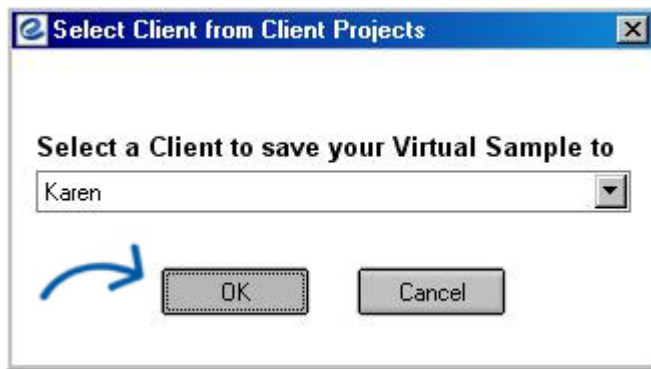 Select Client from Client Projects
Select a Client to save your Virtual Sample to
Karen
OK Cancel